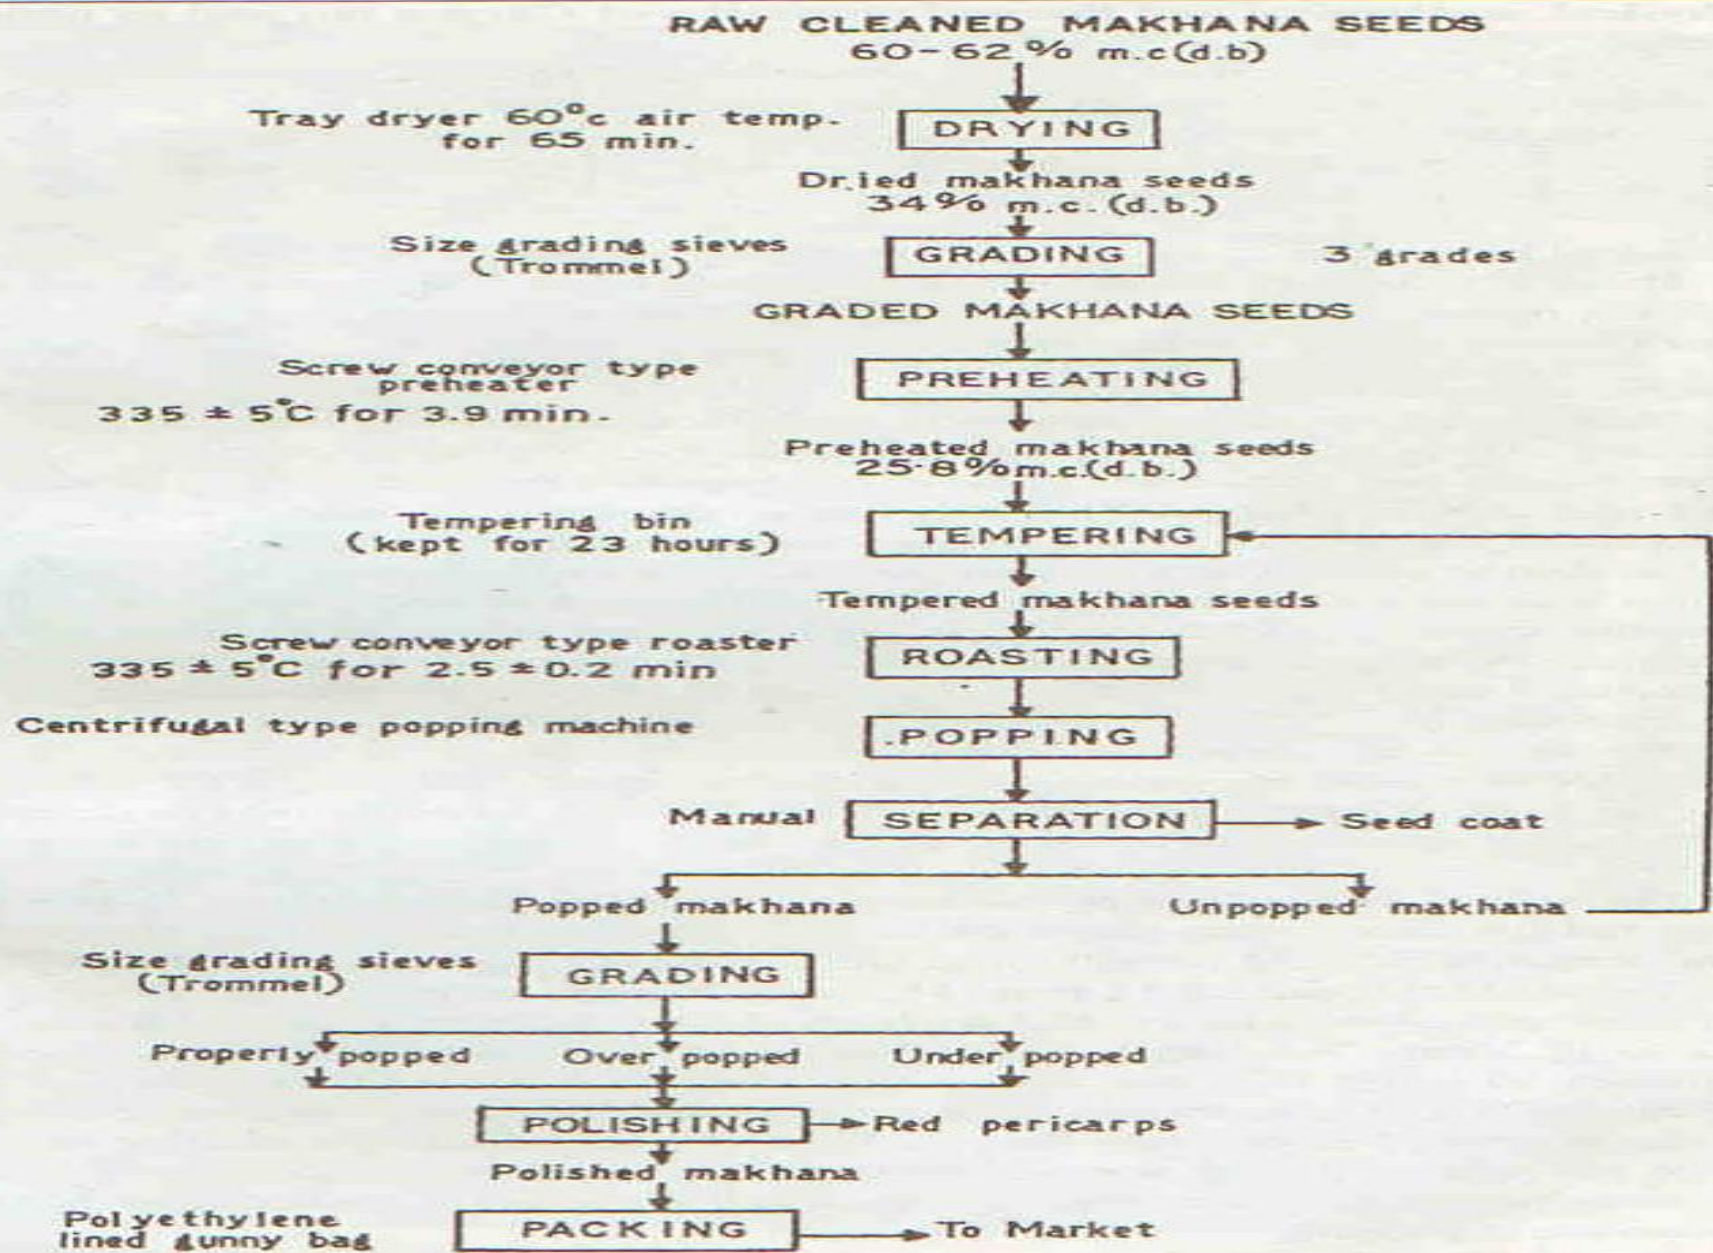 RAW CLEANED MAKHANA SEEDS
60-62% m.c(d.b)
Tray dryer 60°c air temp.
for 65 min.
DRYING
Dried makhana seeds
34% m.c.(d.b.)
Size grading sieves
(Trommel)
GRADING
3 grades
GRADED MAKHANA SEEDS
Screw conveyor type
preheater
335 ± 5°C for 3.9 min.
PREHEATING
Preheated makhana seeds
25.8% m.c.(d.b.)
Tempering bin
(kept for 23 hours)
TEMPERING
Tempered makhana seeds
Screw conveyor type roaster
335 ± 5°C for 2.5 ± 0.2 min
ROASTING
Centrifugal type popping machine
POPPING
Manual
SEPARATION
Seed coat
Popped makhana
Unpopped makhana
Size grading sieves
(Trommel)
GRADING
Properly popped
Over popped
Under popped
POLISHING
Red pericarps
Polished makhana
Polyethylene
lined gunny bag
PACKING
To Market